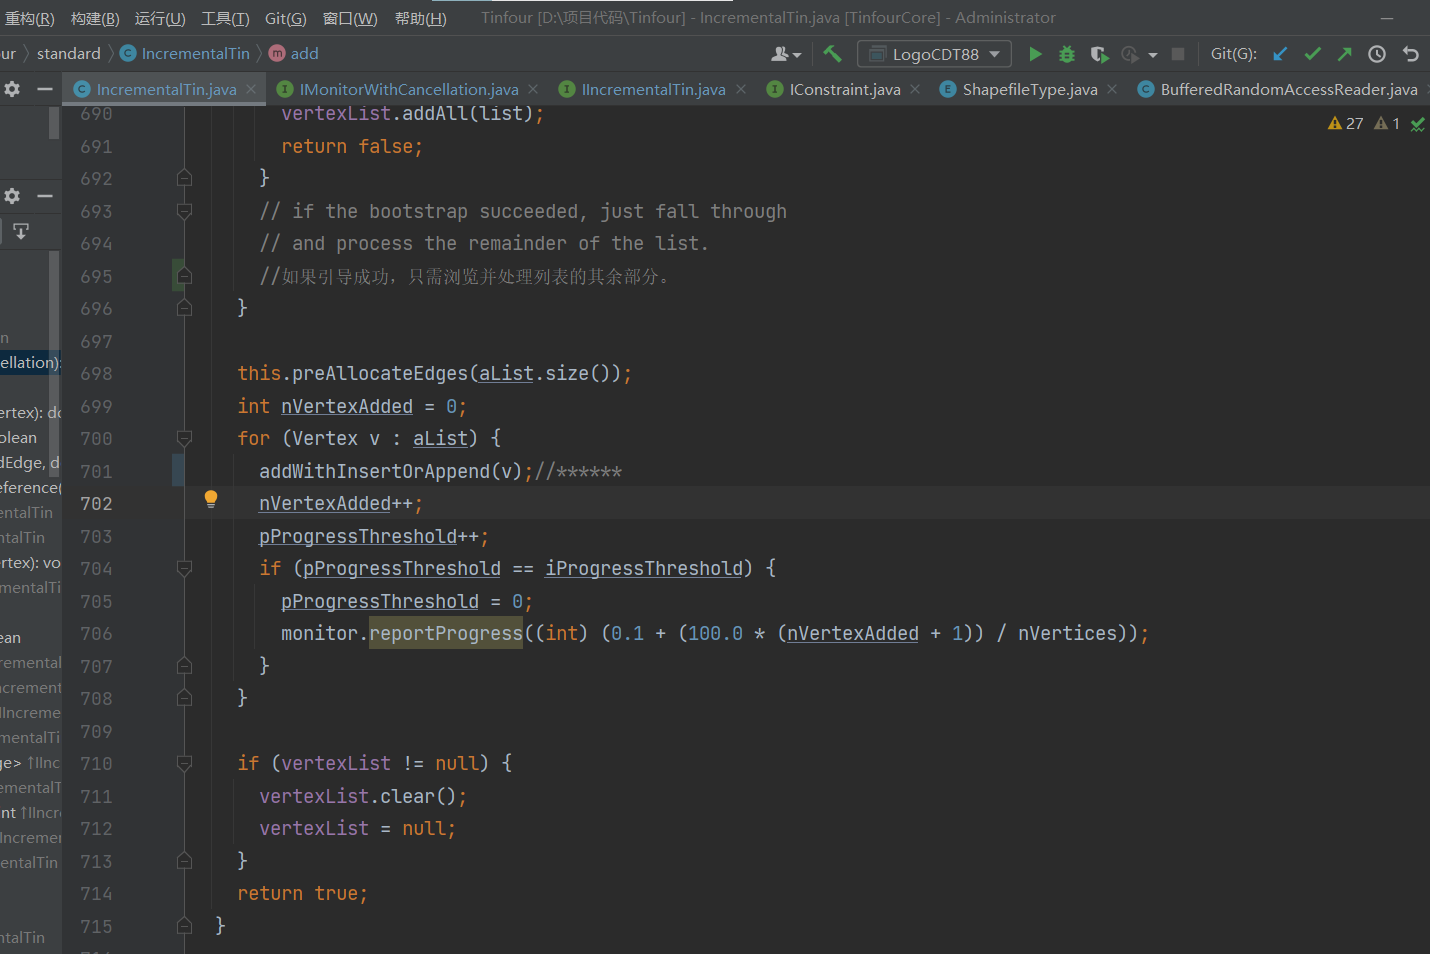 重构(R) 构建(B) 运行(U) 工具(T) Git(G) 窗口(W) 帮助(H) Tinfour [D:\项目代码\Tinfour] - IncrementalTin.java [TinfourCore] - Administrator
our standard IncrementalTin add LogoCDT88 Git(G):
IncrementalTin.java IMonitorWithCancellation.java IIncrementalTin.java IConstraint.java ShapefileType.java BufferedRandomAccessReader.java
27 1
690 vertexList.addAll(list);
691 return false;
692 }
693 // if the bootstrap succeeded, just fall through
694 // and process the remainder of the list.
695 //如果引导成功，只需浏览并处理列表的其余部分。
696 }
697
698 this.preAllocateEdges(aList.size());
699 int nVertexAdded = 0;
700 for (Vertex v : aList) {
701 addWithInsertOrAppend(v);//******
702 nVertexAdded++;
703 pProgressThreshold++;
704 if (pProgressThreshold == iProgressThreshold) {
705 pProgressThreshold = 0;
706 monitor.reportProgress((int) (0.1 + (100.0 * (nVertexAdded + 1)) / nVertices));
707 }
708 }
709
710 if (vertexList != null) {
711 vertexList.clear();
712 vertexList = null;
713 }
714 return true;
715 }
n
ellation):
ertex): do
olean
dEdge, d
eference(
entalTin
ntalTin
rtex): vo
mentalTi
ean
remental
ncrement
IIncreme
mentalTi
ge> ↑IInc
ementalT
nt ↑IIncr
Incremen
entalTin
ntalTin